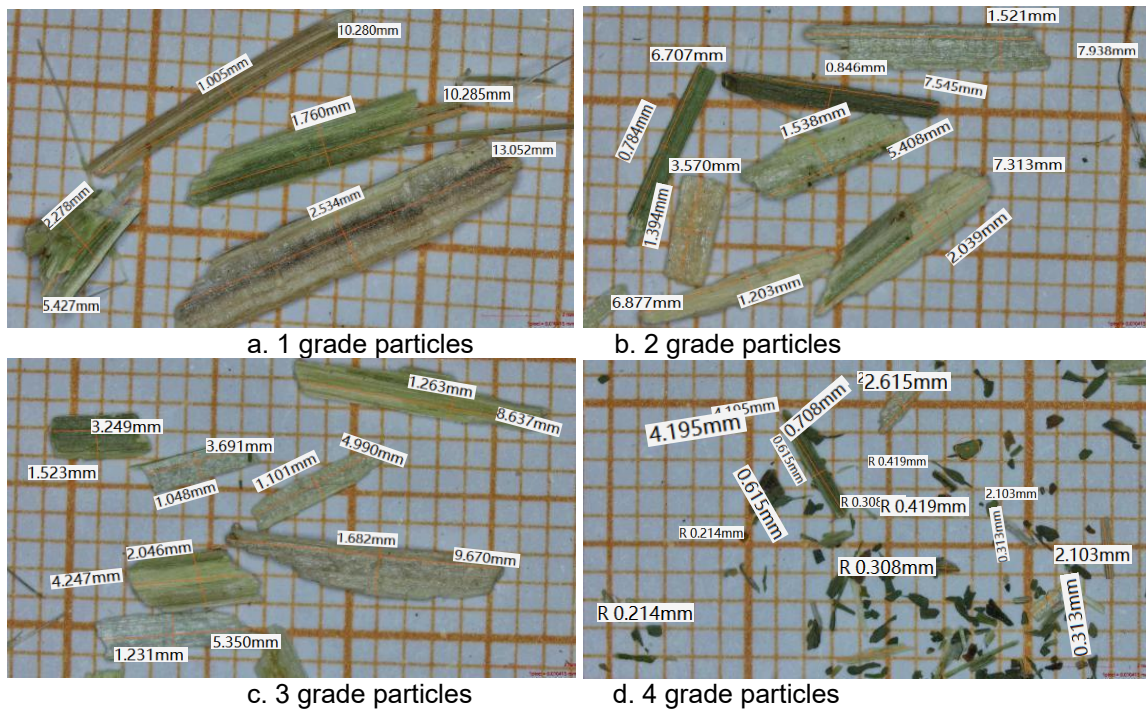 10.280mm
1.005mm
10.285mm
1.760mm
13.052mm
2.534mm
2.278mm
5.427mm
a. 1 grade particles
1.521mm
7.938mm
6.707mm
0.846mm
7.545mm
1.538mm
0.784mm
5.408mm
3.570mm
7.313mm
1.394mm
2.039mm
6.877mm
1.203mm
b. 2 grade particles
1.263mm
8.637mm
3.249mm
3.691mm
4.990mm
1.523mm
1.101mm
1.048mm
1.682mm
2.046mm
9.670mm
4.247mm
5.350mm
1.231mm
c. 3 grade particles
2.615mm
0.708mm
4.195mm
4.195mm
0.615mm
R 0.419mm
0.615mm
R 0.308
R 0.419mm
2.103mm
R 0.214mm
0.313mm
2.103mm
R 0.308mm
R 0.214mm
0.313mm
d. 4 grade particles